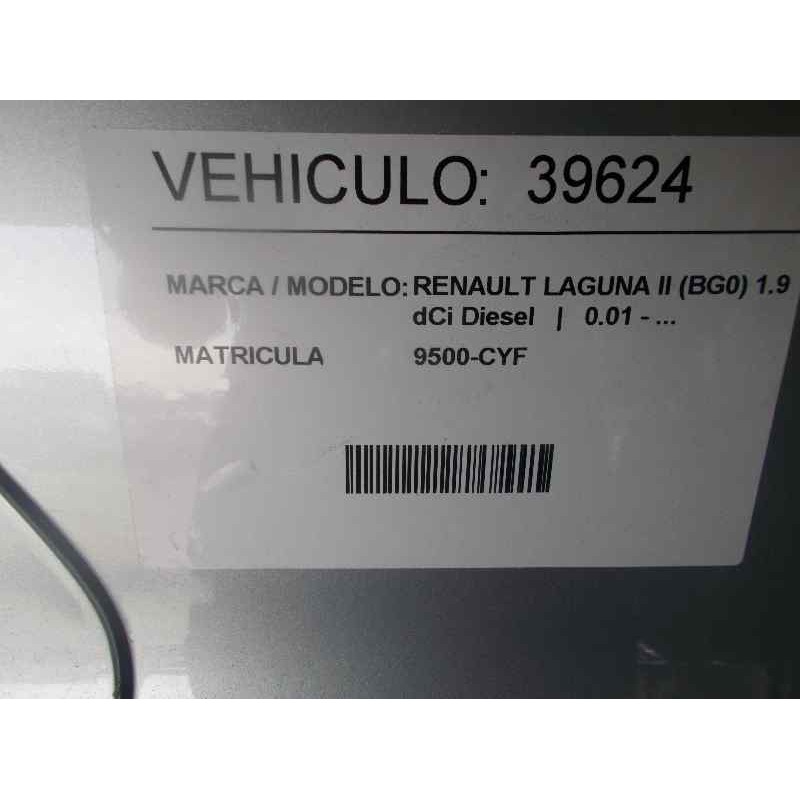 VEHICULO: 39624
MARCA / MODELO: RENAULT LAGUNA II (BG0) 1.9
dCi Diesel | 0.01 - ...
MATRICULA 9500-CYF